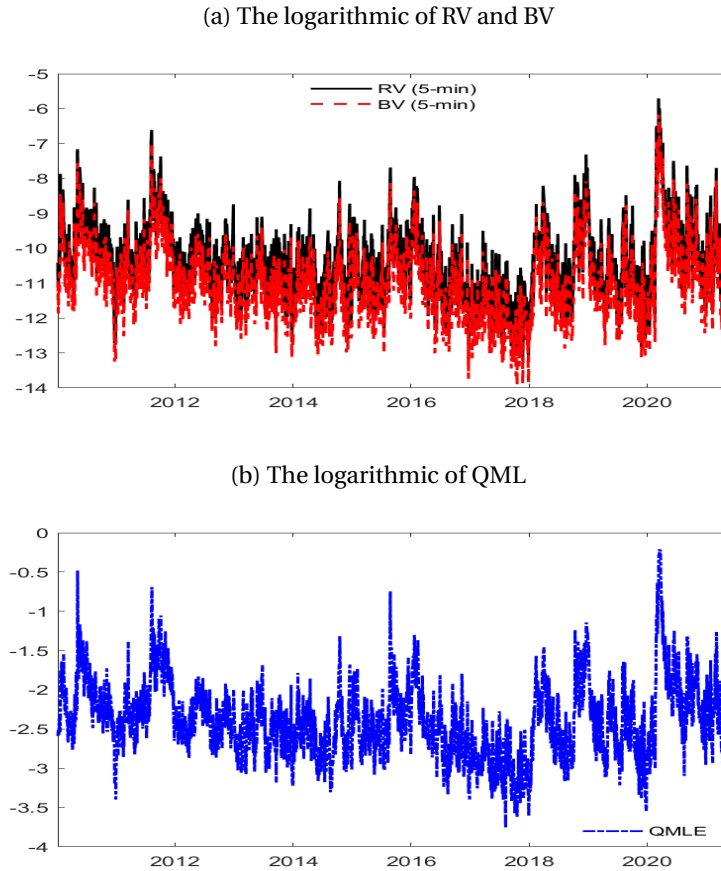 (a) The logarithmic of RV and BV
-5
RV (5-min)
BV (5-min)
-6
-7
-8
-9
-10
-11
-12
-13
-14
2012 2014 2016 2018 2020
(b) The logarithmic of QML
0
-0.5
-1
-1.5
-2
-2.5
-3
-3.5
QMLE
-4
2012 2014 2016 2018 2020